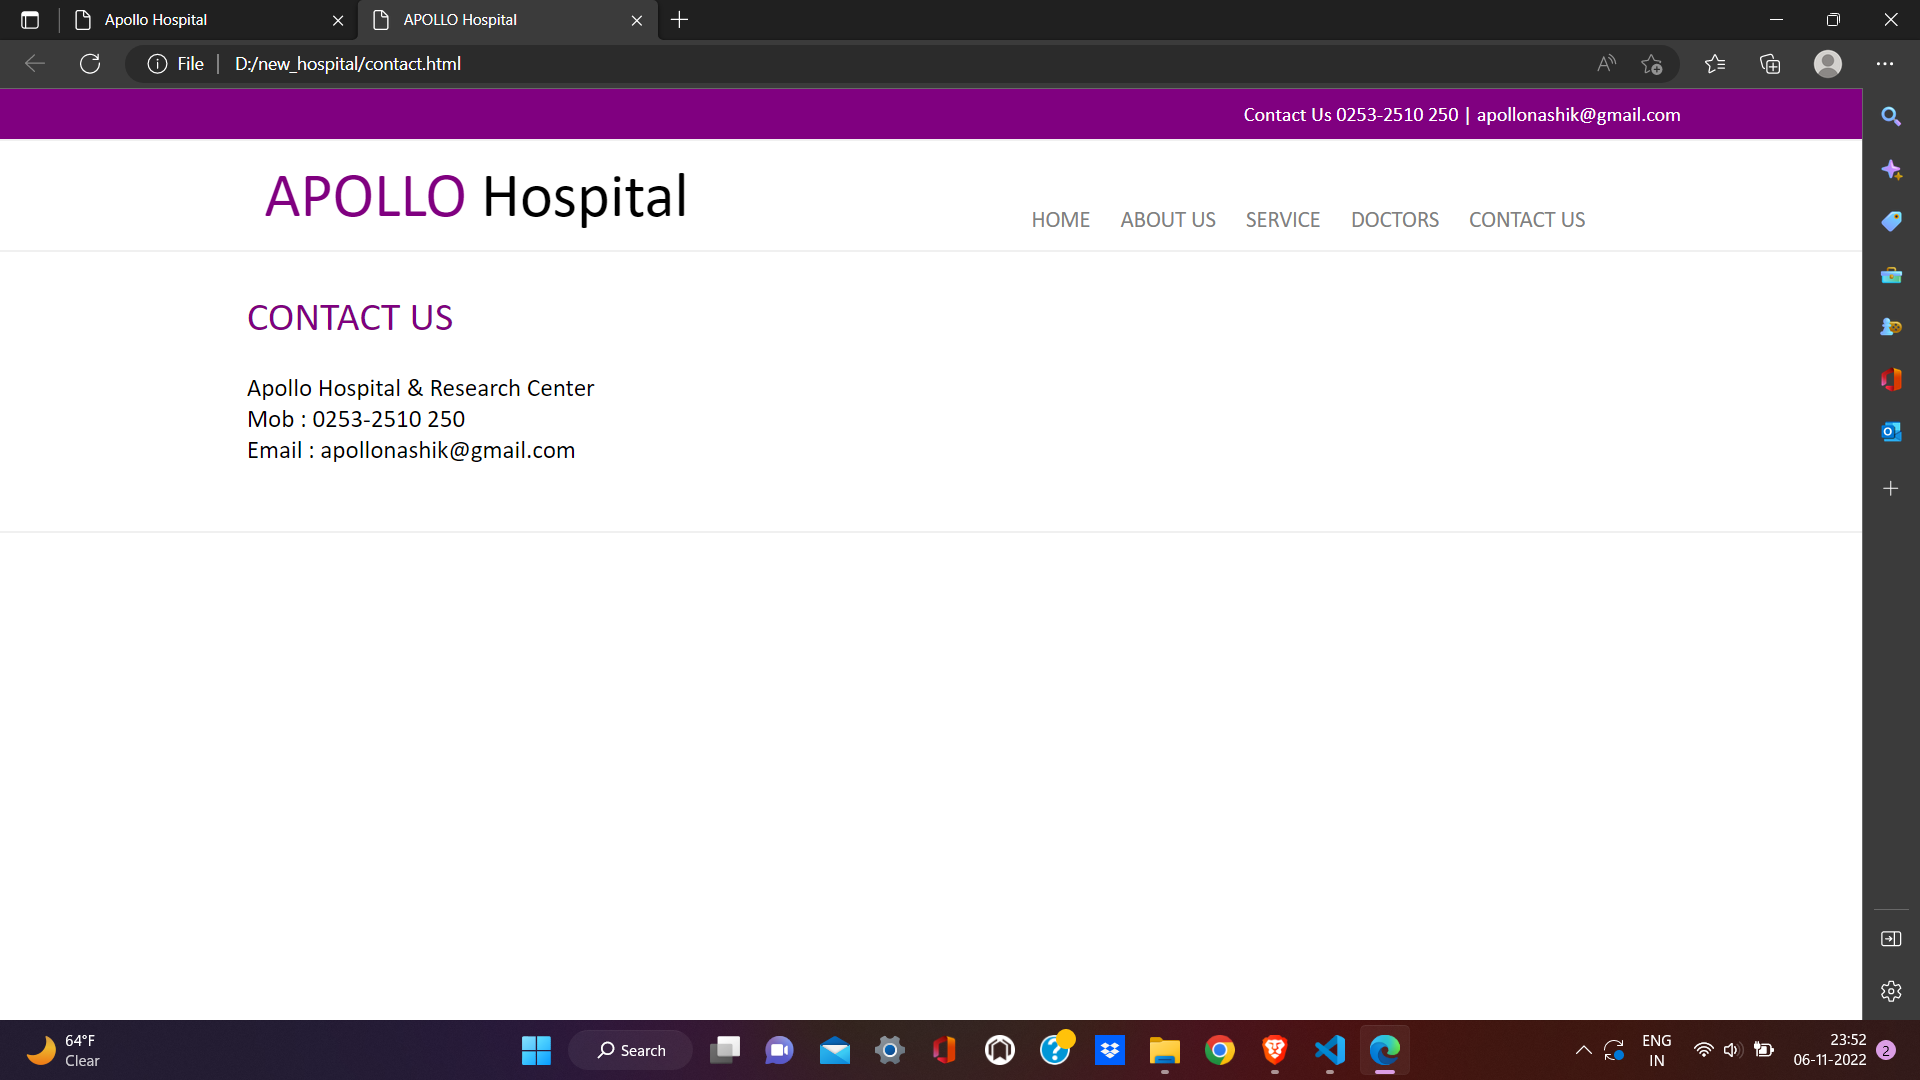 Apollo Hospital
APOLLO Hospital
File
D:/new_hospital/contact.html
Contact Us 0253-2510 250 | apollonashik@gmail.com
APOLLO Hospital
HOME ABOUT US SERVICE DOCTORS CONTACT US
CONTACT US
Apollo Hospital & Research Center
Mob : 0253-2510 250
Email : apollonashik@gmail.com
64°F
Clear
Search
ENG
IN
23:52
06-11-2022
2